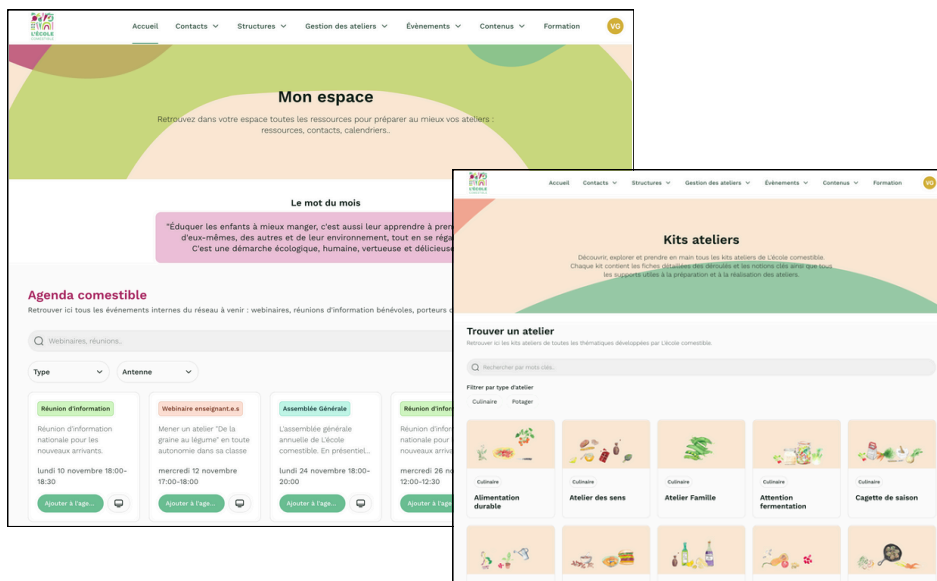 L'ÉCOLE
COMESTIBLE
Accueil Contacts Structures Gestion des ateliers Évènements Contenus Formation VG
Mon espace
Retrouvez dans votre espace toutes les ressources pour préparer au mieux vos ateliers :
ressources, contacts, calendriers..
Le mot du mois
"Éduquer les enfants à mieux manger, c'est aussi leur apprendre à pren
d'eux-mêmes, des autres et de leur environnement, tout en se réga
C'est une démarche écologique, humaine, vertueuse et délicieuse
Agenda comestible
Retrouver ici tous les événements internes du réseau à venir : webinaires, réunions d'information bénévoles, porteurs d
Webinaires, réunions..
Type Antenne
Réunion d'information
Réunion d'information
nationale pour les
nouveaux arrivants.
lundi 10 novembre 18:00-
18:30
Ajouter à l'age...
Webinaire enseignant.e.s
Mener un atelier "De la
graine au légume" en toute
autonomie dans sa classe
mercredi 12 novembre
17:00-18:00
Ajouter à l'age...
Assemblée Générale
L'assemblée générale
annuelle de L'école
comestible. En présentiel...
lundi 24 novembre 18:00-
20:00
Ajouter à l'age...
Réunion d'infor
Réunion d'infor
nationale pour
nouveaux arriva
mercredi 26 no
12:00-12:30
Ajouter à l'age
L'ÉCOLE
Accueil Contacts Structures Gestion des ateliers Évènements Contenus Formation VG
Kits ateliers
Découvrir, explorer et prendre en main tous les kits ateliers de L'école comestible.
Chaque kit contient les fiches détaillées des déroulés et les notions clés ainsi que tous
les supports utiles à la préparation et à la réalisation des ateliers.
Trouver un atelier
Retrouver ici les kits ateliers de toutes les thématiques développées par L'école comestible.
Rechercher par mots clés..
Filtrer par type d'atelier
Culinaire Potager
Culinaire
Alimentation
durable
Culinaire
Atelier des sens
Culinaire
Atelier Famille
Culinaire
Attention
fermentation
Culinaire
Cagette de saison